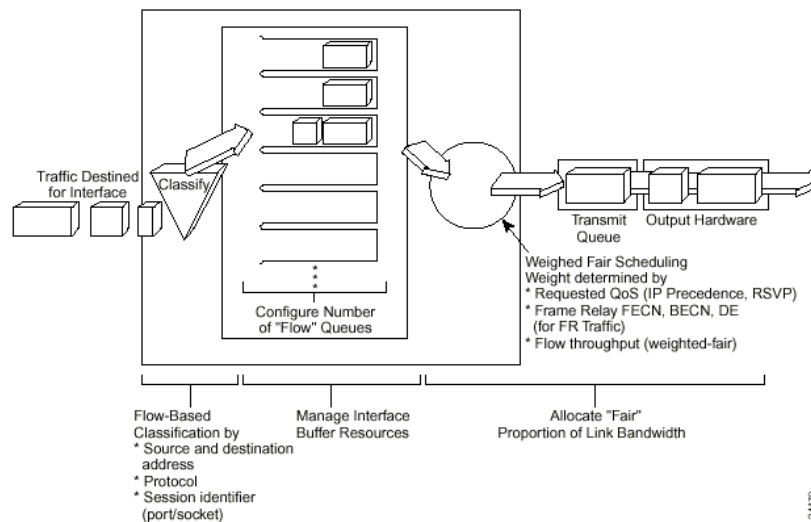 Traffic Destined
for Interface
Classify
*
*
*
Configure Number
of "Flow" Queues
Transmit
Queue
Output Hardware
Weighed Fair Scheduling
Weight determined by
* Requested QoS (IP Precedence, RSVP)
* Frame Relay FECN, BECN, DE
(for FR Traffic)
* Flow throughput (weighted-fair)
Flow-Based
Classification by
* Source and destination
address
* Protocol
* Session identifier
(port/socket)
Manage Interface
Buffer Resources
Allocate "Fair"
Proportion of Link Bandwidth